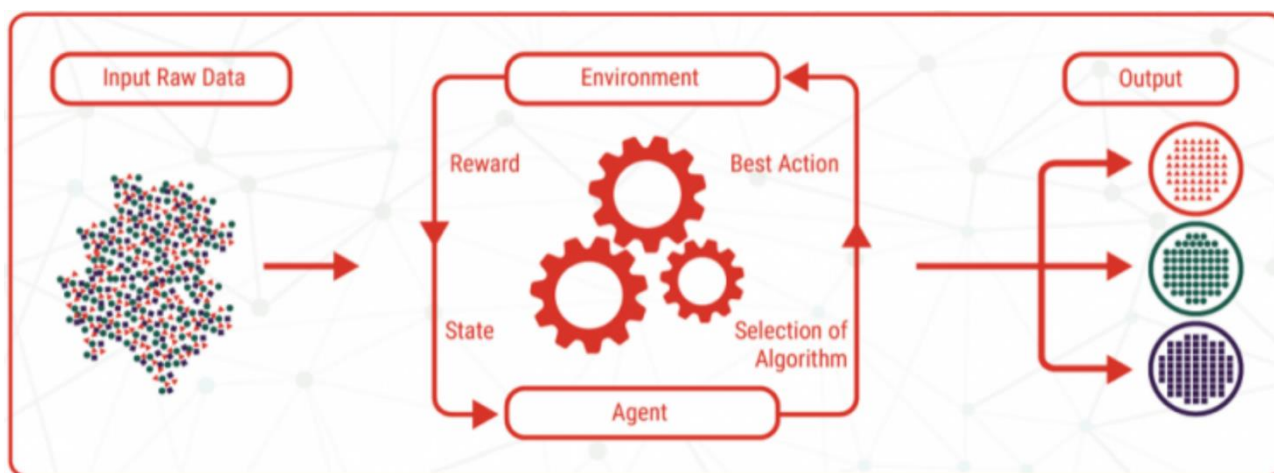 Input Raw Data
Environment
Output
Reward
Best Action
State
Selection of
Algorithm
Agent